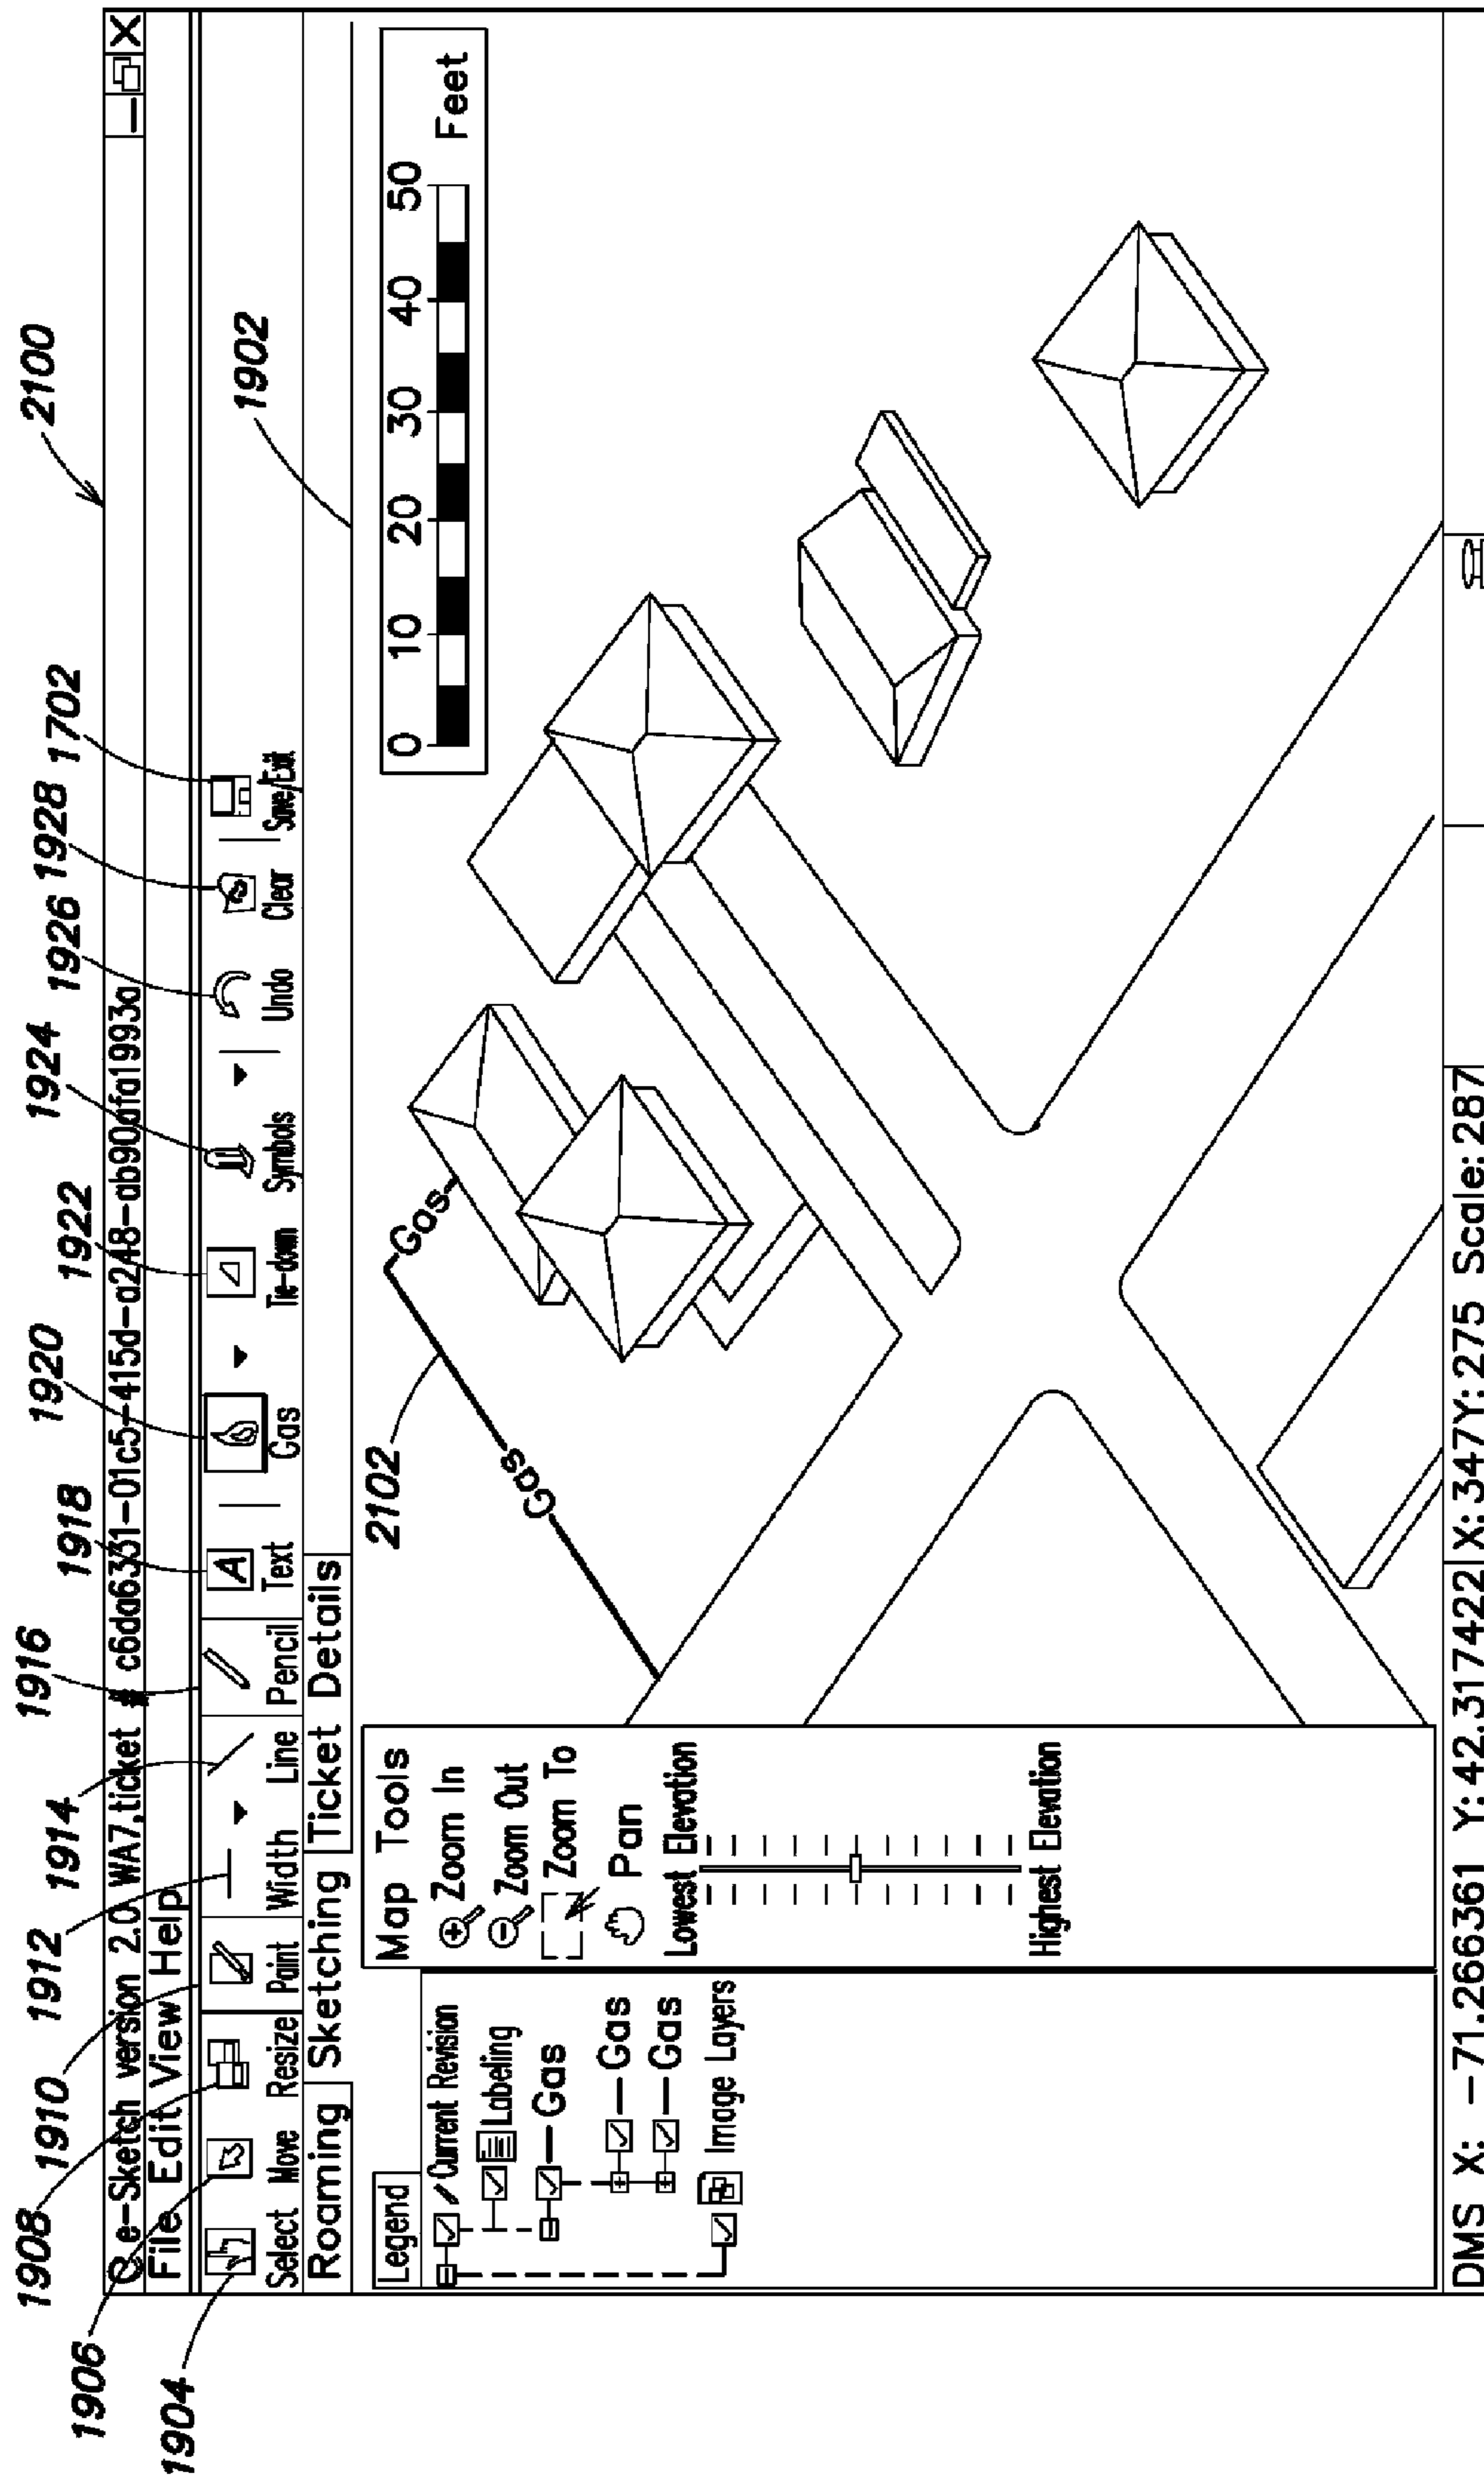 2100
1908 1910 1912 1914 1916 1918 1920 1922 1924 1926 1928 1702
1906
1904
1902
e-Sketch version 2.0 WA7,ticket # c6da6331-01c5-415d-a248-ab90dfa1993a
File Edit View Help
Select Move Resize Paint Width Line Pencil Text Gas Tie-down Symbols Undo Clear Save/Exit
Roaming Sketching Ticket Details
Legend
Current Revision
Labeling
Gas
Gas
Gas
Image Layers
Map Tools
Zoom In
Zoom Out
Zoom To
Pan
Lowest Elevation
Highest Elevation
2102
Gas
Gas
0 10 20 30 40 50
Feet
DMS X: -71.266361 Y:42.317422 X:347Y:275 Scale:287